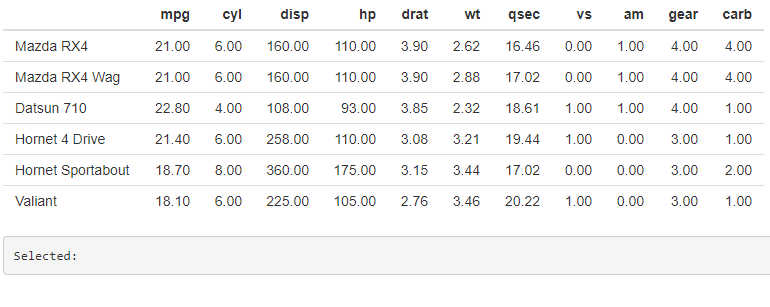 mpg cyl disp hp drat wt qsec vs am gear carb
Mazda RX4 21.00 6.00 160.00 110.00 3.90 2.62 16.46 0.00 1.00 4.00 4.00
Mazda RX4 Wag 21.00 6.00 160.00 110.00 3.90 2.88 17.02 0.00 1.00 4.00 4.00
Datsun 710 22.80 4.00 108.00 93.00 3.85 2.32 18.61 1.00 1.00 4.00 1.00
Hornet 4 Drive 21.40 6.00 258.00 110.00 3.08 3.21 19.44 1.00 0.00 3.00 1.00
Hornet Sportabout 18.70 8.00 360.00 175.00 3.15 3.44 17.02 0.00 0.00 3.00 2.00
Valiant 18.10 6.00 225.00 105.00 2.76 3.46 20.22 1.00 0.00 3.00 1.00
Selected: